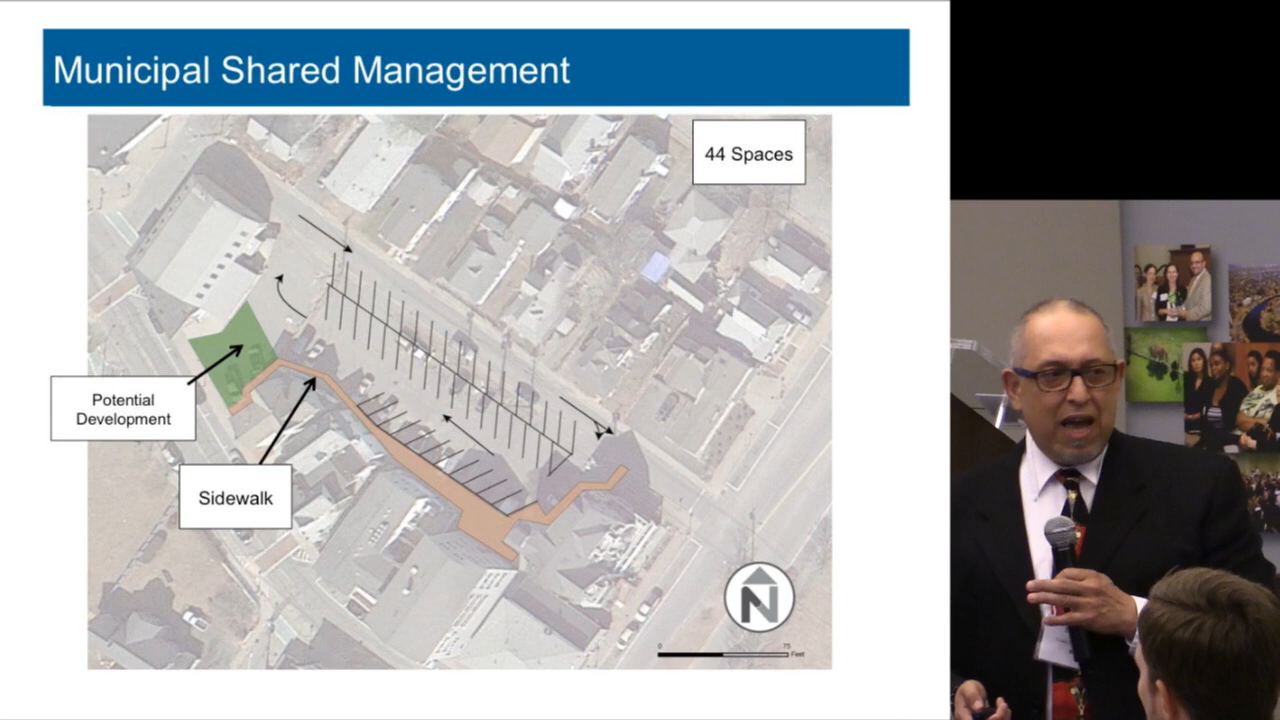 Municipal Shared Management
44 Spaces
Potential
Development
Sidewalk
N
0 75
Feet